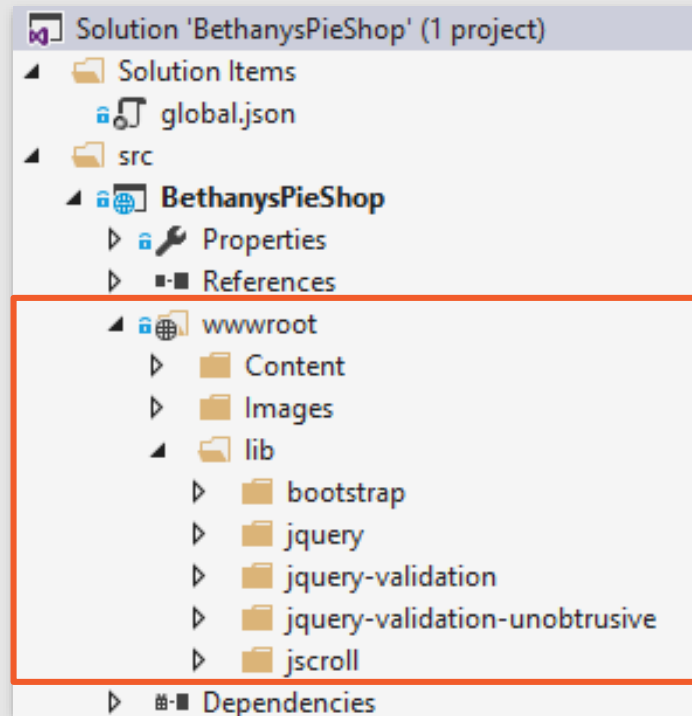 Solution 'BethanysPieShop' (1 project)
Solution Items
global.json
src
BethanysPieShop
Properties
References
wwwroot
Content
Images
lib
bootstrap
jquery
jquery-validation
jquery-validation-unobtrusive
jscroll
Dependencies